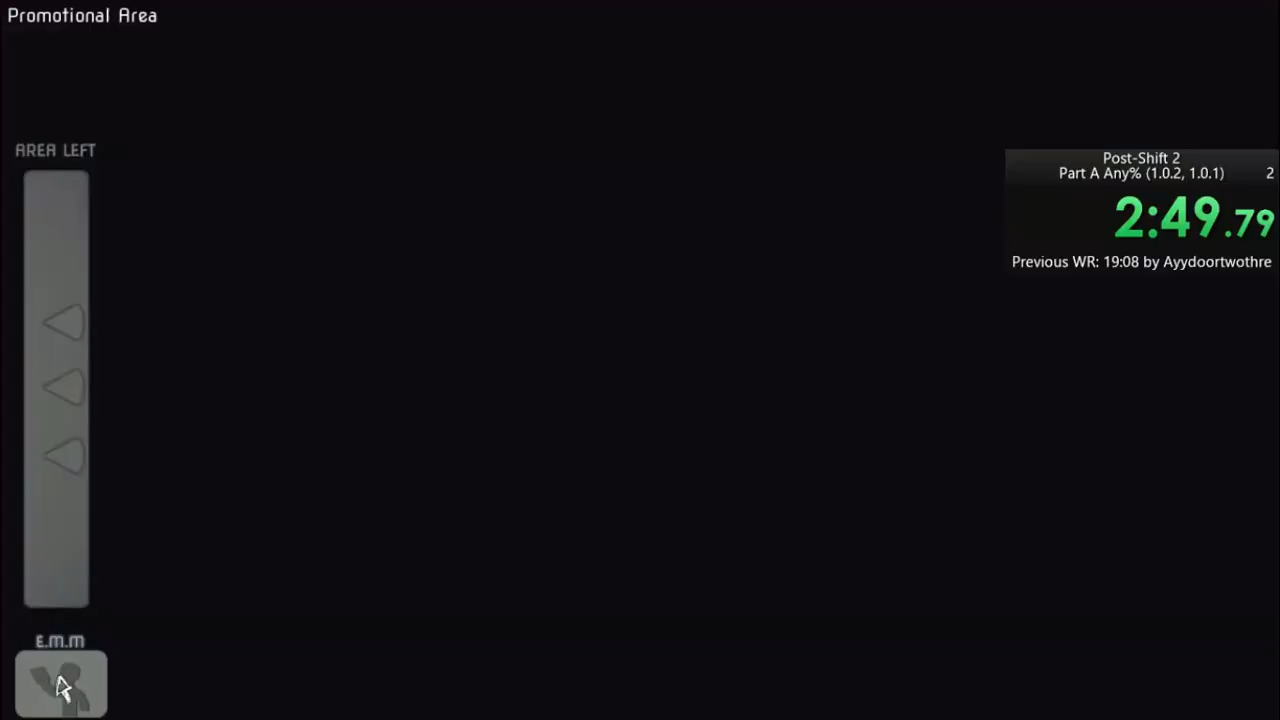 Promotional Area
AREA LEFT
Post-Shift 2
Part A Any% (1.0.2, 1.0.1) 2
2:49.79
Previous WR: 19:08 by Ayydoortwothre
E.M.M